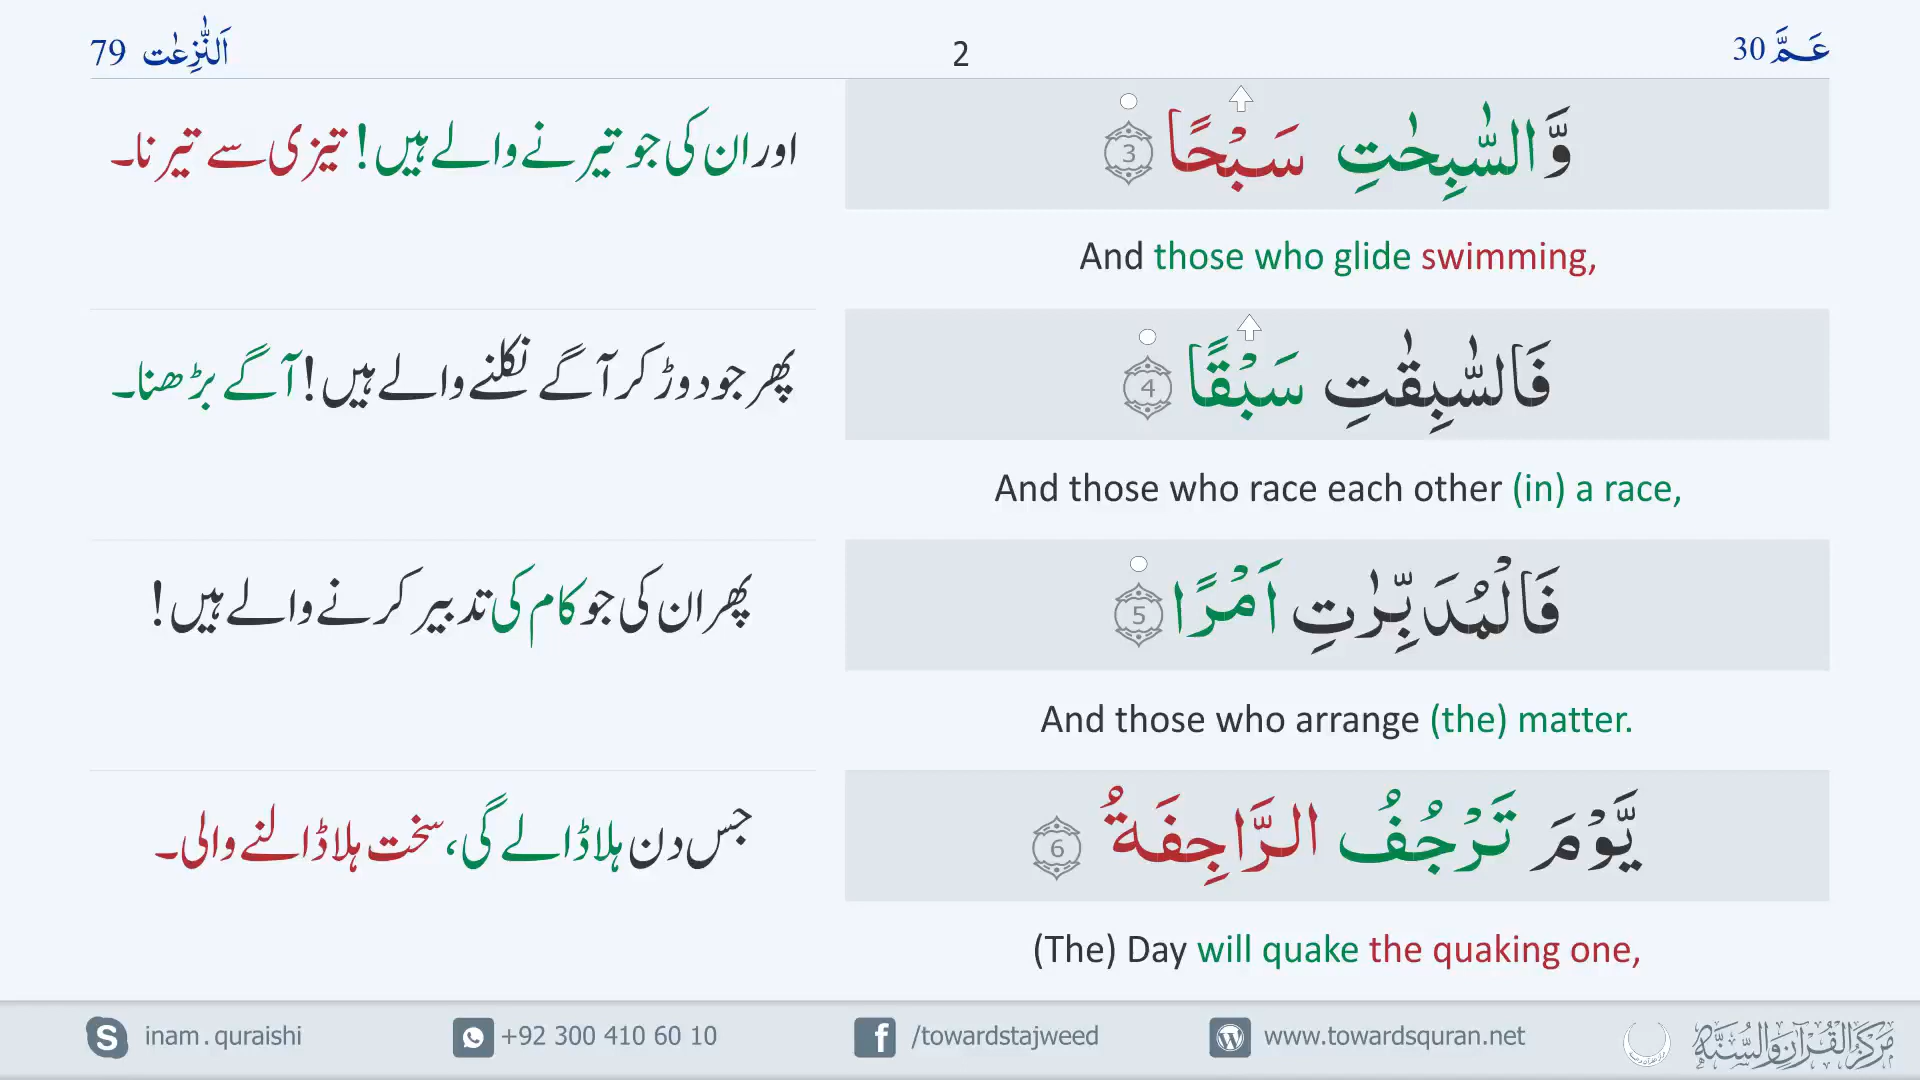 اَلنّٰزِعٰت 79 2 عَـمَّ 30
وَّ السّٰبِحٰتِ سَبْحًا 3
اور ان کی جو تیرنے والے ہیں! تیزی سے تیرنا۔
And those who glide swimming,
فَالسّٰبِقٰتِ سَبْقًا 4
پھر جو دوڑ کر آگے نکلنے والے ہیں! آگے بڑھنا۔
And those who race each other (in) a race,
فَالْمُدَبِّرٰتِ اَمْرًا 5
پھر ان کی جو کام کی تدبیر کرنے والے ہیں!
And those who arrange (the) matter.
يَّوْمَ تَرْجُفُ الرَّاجِفَةُ 6
جس دن ہلا ڈالے گی، سخت ہلا ڈالنے والی۔
(The) Day will quake the quaking one,
inam.quraishi +92 300 410 60 10 /towardstajweed www.towardsquran.net مَرْكَزُ الْقُرْآنِ وَالسُّنَّة